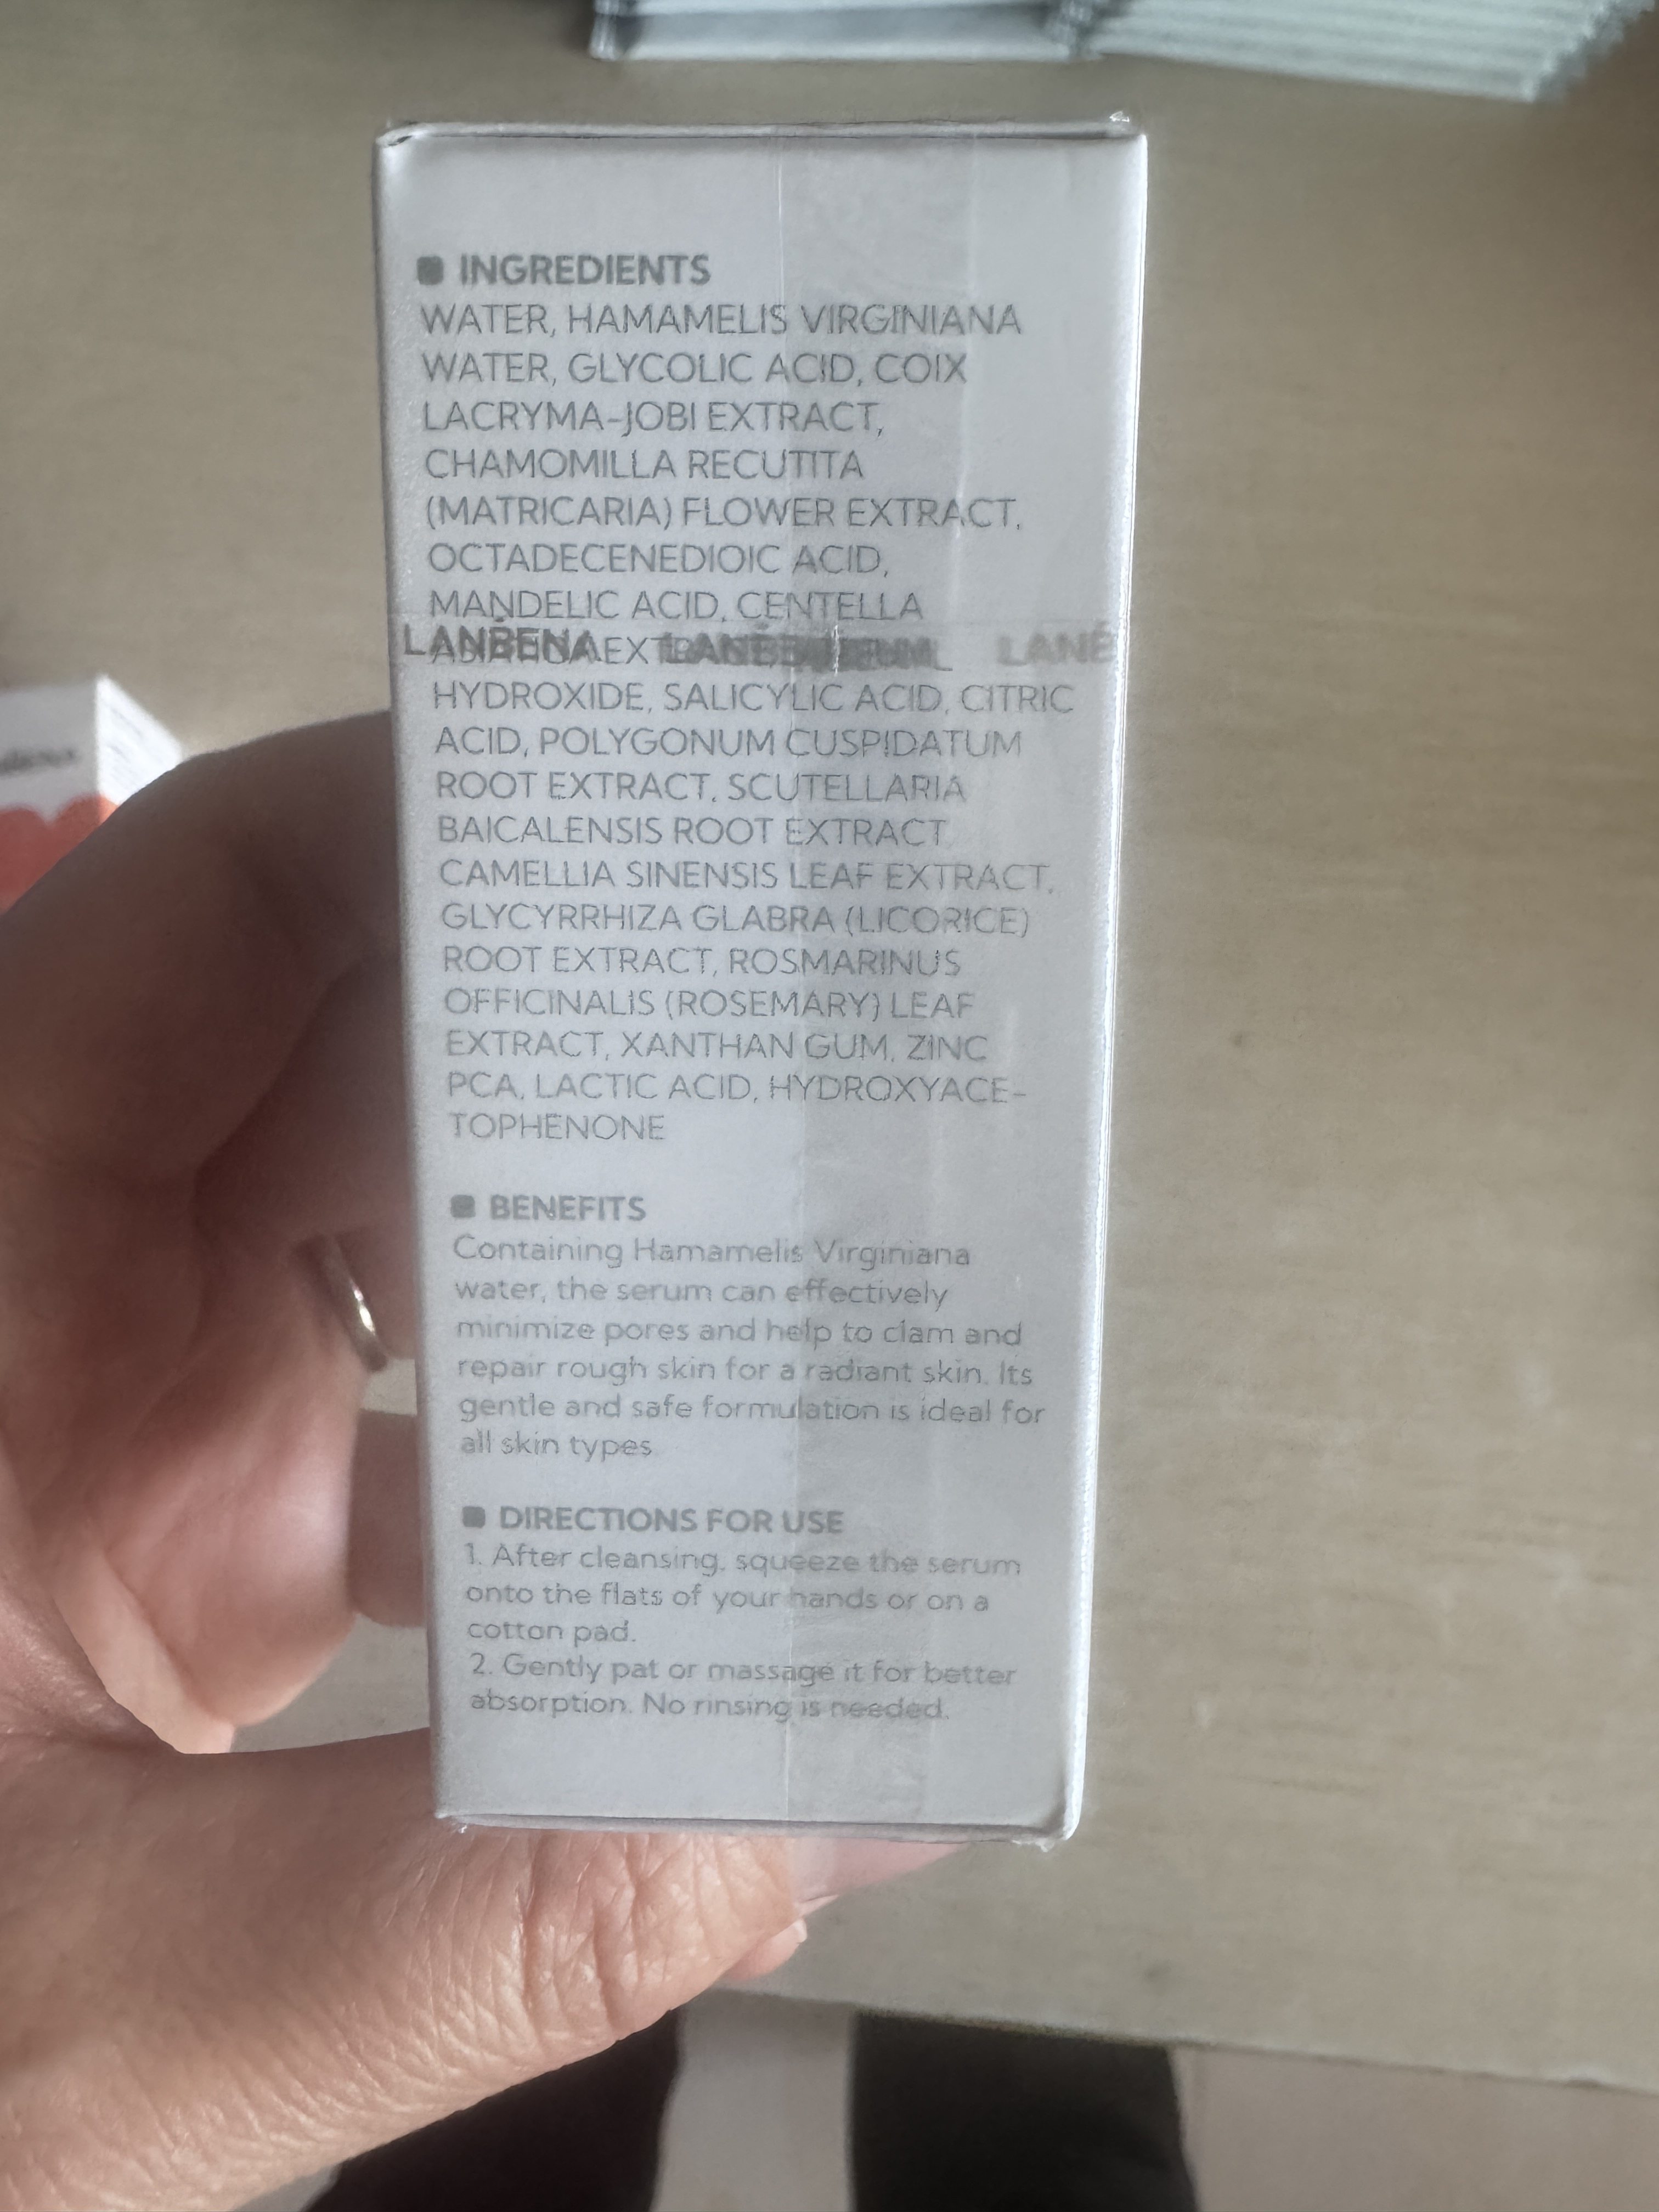 INGREDIENTS
WATER, HAMAMELIS VIRGINIANA
WATER, GLYCOLIC ACID, COIX
LACRYMA-JOBI EXTRACT,
CHAMOMILLA RECUTITA
(MATRICARIA) FLOWER EXTRACT,
OCTADECENEDIOIC ACID,
MANDELIC ACID, CENTELLA
LANBENA
ASIATICA
HYDROXIDE, SALICYLIC ACID, CITRIC
ACID, POLYGONUM CUSPIDATUM
ROOT EXTRACT, SCUTELLARIA
BAICALENSIS ROOT EXTRACT
CAMELLIA SINENSIS LEAF EXTRACT,
GLYCYRRHIZA GLABRA (LICORICE)
ROOT EXTRACT, ROSMARINUS
OFFICINALIS (ROSEMARY) LEAF
EXTRACT, XANTHAN GUM, ZINC
PCA, LACTIC ACID, HYDROXYACE-
TOPHENONE
BENEFITS
Containing Hamamelis Virginiana
water, the serum can effectively
minimize pores and help to clam and
repair rough skin for a radiant skin. Its
gentle and safe formulation is ideal for
all skin types
DIRECTIONS FOR USE
1. After cleansing, squeeze the serum
onto the flats of your hands or on a
cotton pad.
2. Gently pat or massage it for better
absorption. No rinsing is needed.